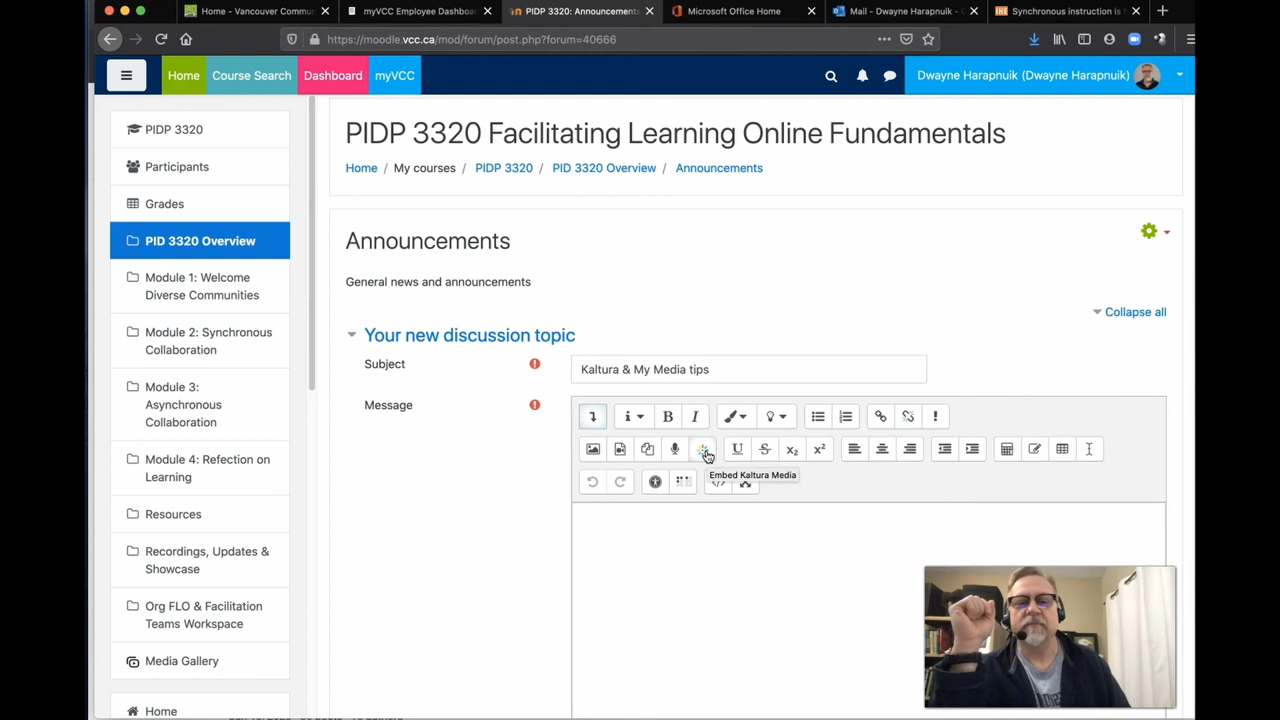 Home - Vancouver Commun
myVCC Employee Dashboa
PIDP 3320: Announcements
Microsoft Office Home
Mail - Dwayne Harapnuik - O
Synchronous instruction is h
https://moodle.vcc.ca/mod/forum/post.php?forum=40666
Home
Course Search
Dashboard
myVCC
Dwayne Harapnuik (Dwayne Harapnuik)
PIDP 3320
Participants
Grades
PID 3320 Overview
Module 1: Welcome
Diverse Communities
Module 2: Synchronous
Collaboration
Module 3:
Asynchronous
Collaboration
Module 4: Refection on
Learning
Resources
Recordings, Updates &
Showcase
Org FLO & Facilitation
Teams Workspace
Media Gallery
Home
PIDP 3320 Facilitating Learning Online Fundamentals
Home / My courses / PIDP 3320 / PID 3320 Overview / Announcements
Announcements
General news and announcements
Collapse all
Your new discussion topic
Subject
Kaltura & My Media tips
Message
Embed Kaltura Media